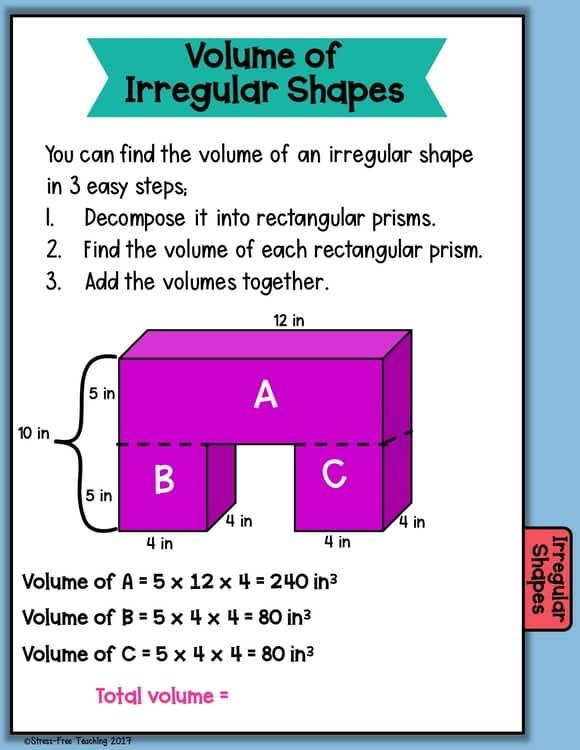 Volume of
Irregular Shapes
You can find the volume of an irregular shape
in 3 easy steps;
1. Decompose it into rectangular prisms.
2. Find the volume of each rectangular prism.
3. Add the volumes together.
12 in
5 in
A
10 in
B
C
5 in
4 in
4 in
4 in
4 in
Volume of A = 5 x 12 x 4 = 240 in³
Volume of B = 5 x 4 x 4 = 80 in³
Volume of C = 5 x 4 x 4 = 80 in³
Total volume =
Irregular
Shapes
©Stress-Free Teaching 2017